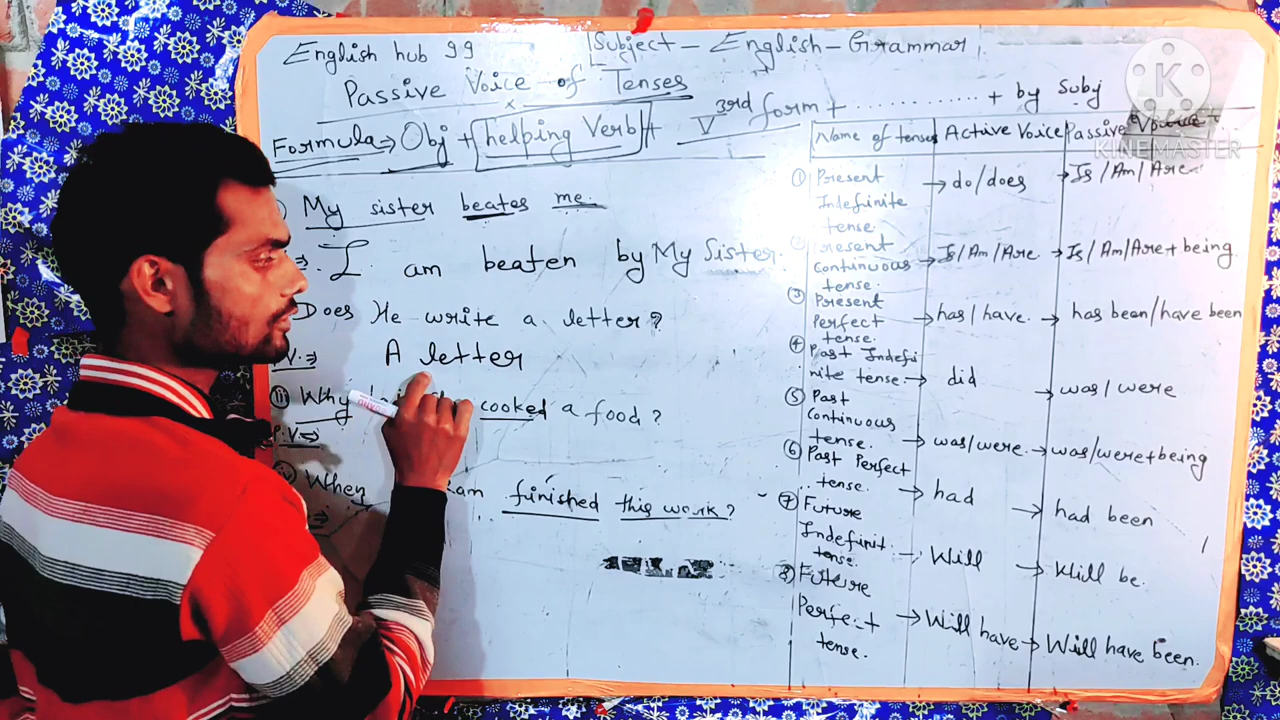 English hub 99
Subject - English - Grammar
Passive Voice of Tenses
Formula⇒ Obj + helping Verb + V 3rd form + .............. + by Subj
My sister beates me.
⇒ I am beaten by My Sister.
Does He write a letter?
P.V.⇒ A letter
(iii) Why cooked a food?
P.V.⇒
(iv) When finished this work?
Name of tenses Active Voice Passive Voice
① Present Indefinite tense. → do/does → Is/Am/Are
② Present continuous tense. → Is/Am/Are → Is/Am/Are + being
③ Present Perfect tense. → has/have. → has been/have been
④ Past Indefinite tense. → did → was/were
⑤ Past Continuous tense. → was/were. → was/were+being
⑥ Past Perfect tense. → had → had been
⑦ Future Indefinit tense. → Will → Will be.
⑧ Future Perfect tense. → Will have → Will have been.
K
KINEMASTER